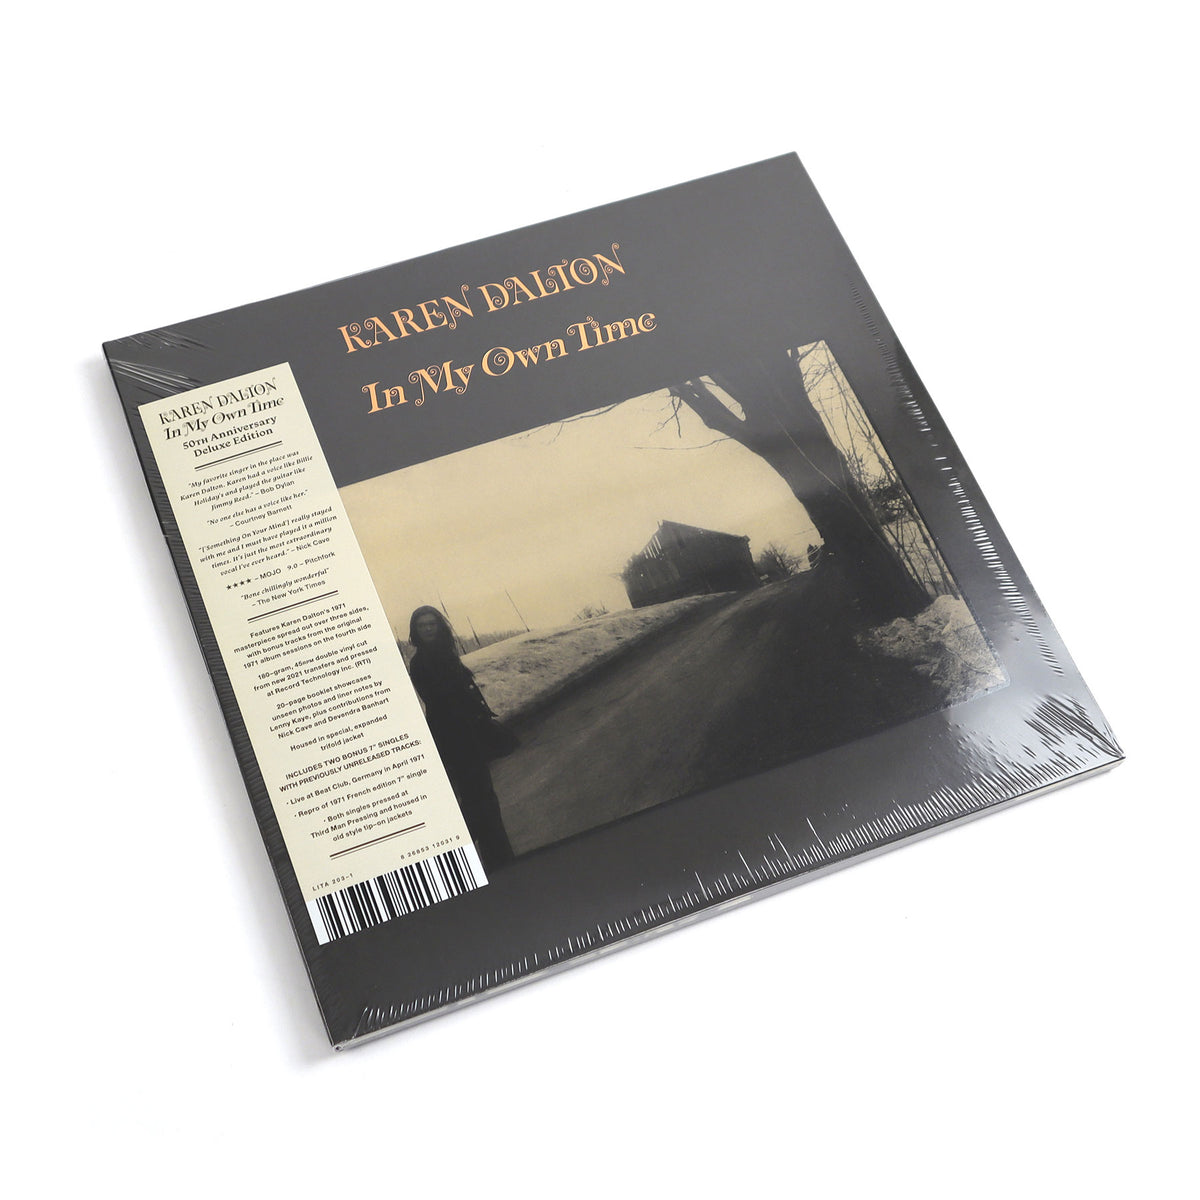 KAREN DALTON
In My Own Time
KAREN DALTON
In My Own Time
50TH Anniversary
Deluxe Edition
"My favorite singer in the place was
Karen Dalton. Karen had a voice like Billie
Holiday's and played the guitar like
Jimmy Reed." – Bob Dylan
"No one else has a voice like her."
– Courtney Barnett
"['Something On Your Mind'] really stayed
with me and I must have played it a million
times. It's just the most extraordinary
vocal I've ever heard." – Nick Cave
★★★★ – MOJO 9.0 – Pitchfork
"Bone chillingly wonderful"
– The New York Times
Features Karen Dalton's 1971
masterpiece spread out over three sides,
with bonus tracks from the original
1971 album sessions on the fourth side
180-gram, 45RPM double vinyl cut
from new 2021 transfers and pressed
at Record Technology Inc. (RTI)
20-page booklet showcases
unseen photos and liner notes by
Lenny Kaye, plus contributions from
Nick Cave and Devendra Banhart
Housed in special, expanded
trifold jacket
INCLUDES TWO BONUS 7" SINGLES
WITH PREVIOUSLY UNRELEASED TRACKS:
· Live at Beat Club, Germany in April 1971
· Repro of 1971 French edition 7" single
· Both singles pressed at
Third Man Pressing and housed in
old style tip-on jackets
LITA 203-1
8 26853 12031 9